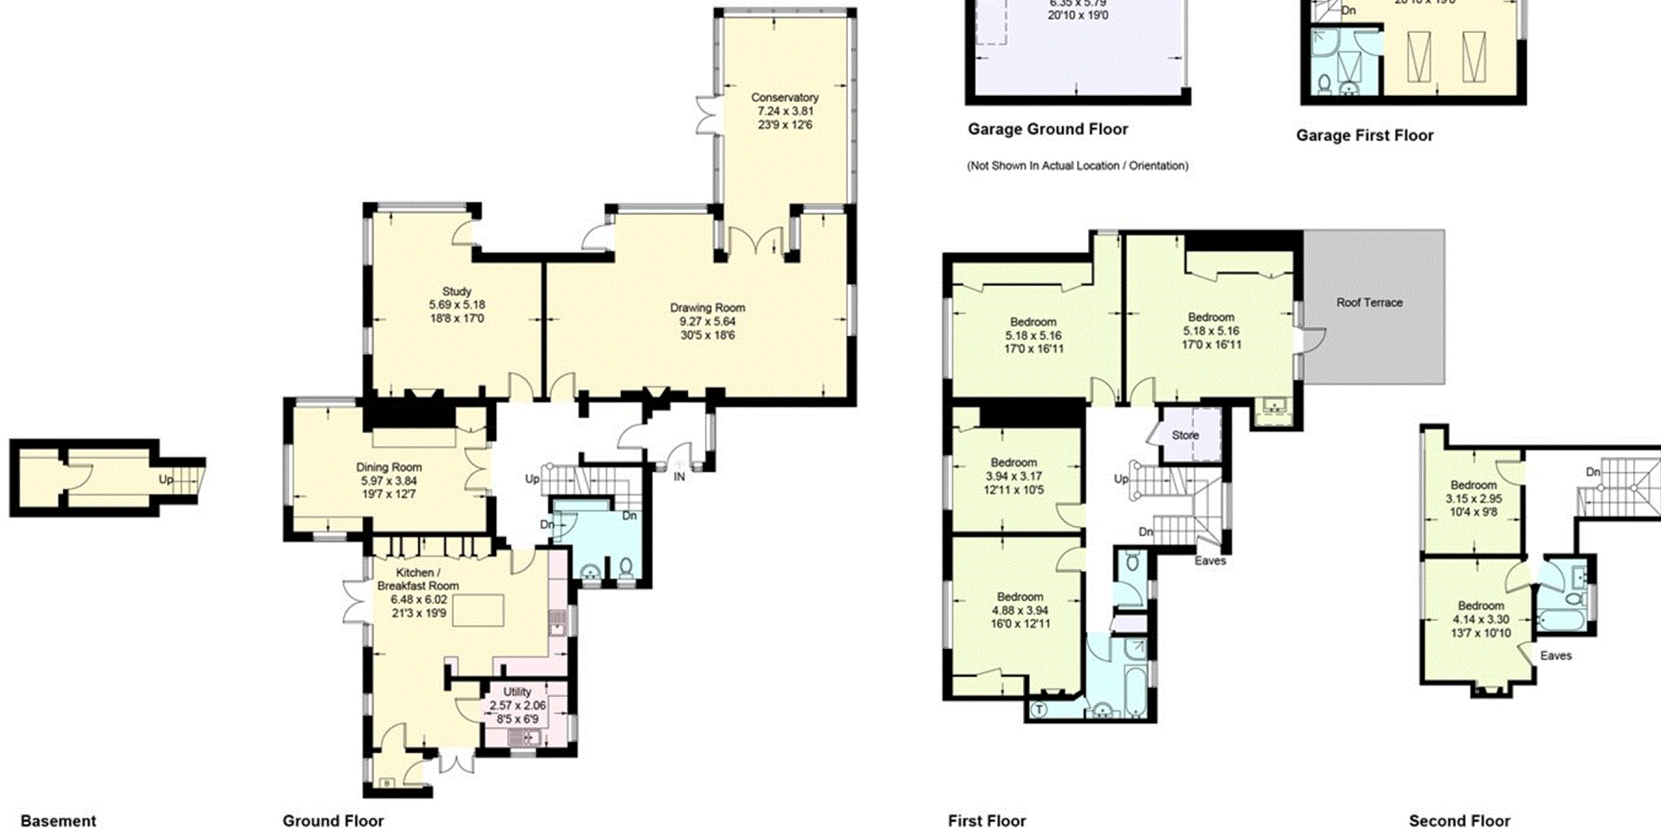 6.35 x 5.79
20'10 x 19'0
Dn
Garage Ground Floor
(Not Shown In Actual Location / Orientation)
Garage First Floor
Conservatory
7.24 x 3.81
23'9 x 12'6
Study
5.69 x 5.18
18'8 x 17'0
Drawing Room
9.27 x 5.64
30'5 x 18'6
Dining Room
5.97 x 3.84
19'7 x 12'7
Up
IN
Dn
Dn
Kitchen /
Breakfast Room
6.48 x 6.02
21'3 x 19'9
Utility
2.57 x 2.06
8'5 x 6'9
B
Up
Bedroom
5.18 x 5.16
17'0 x 16'11
Bedroom
5.18 x 5.16
17'0 x 16'11
Roof Terrace
Store
Bedroom
3.94 x 3.17
12'11 x 10'5
Up
Dn
Eaves
Bedroom
4.88 x 3.94
16'0 x 12'11
T
Bedroom
3.15 x 2.95
10'4 x 9'8
Dn
Bedroom
4.14 x 3.30
13'7 x 10'10
Eaves
Basement
Ground Floor
First Floor
Second Floor